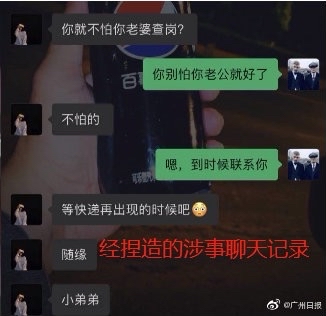 你就不怕你老婆查岗?
你别怕你老公就好了
不怕的
嗯，到时候联系你
等快递再出现的时候吧😳
随缘
经捏造的涉事聊天记录
小弟弟
@广州日报
pepsi
百